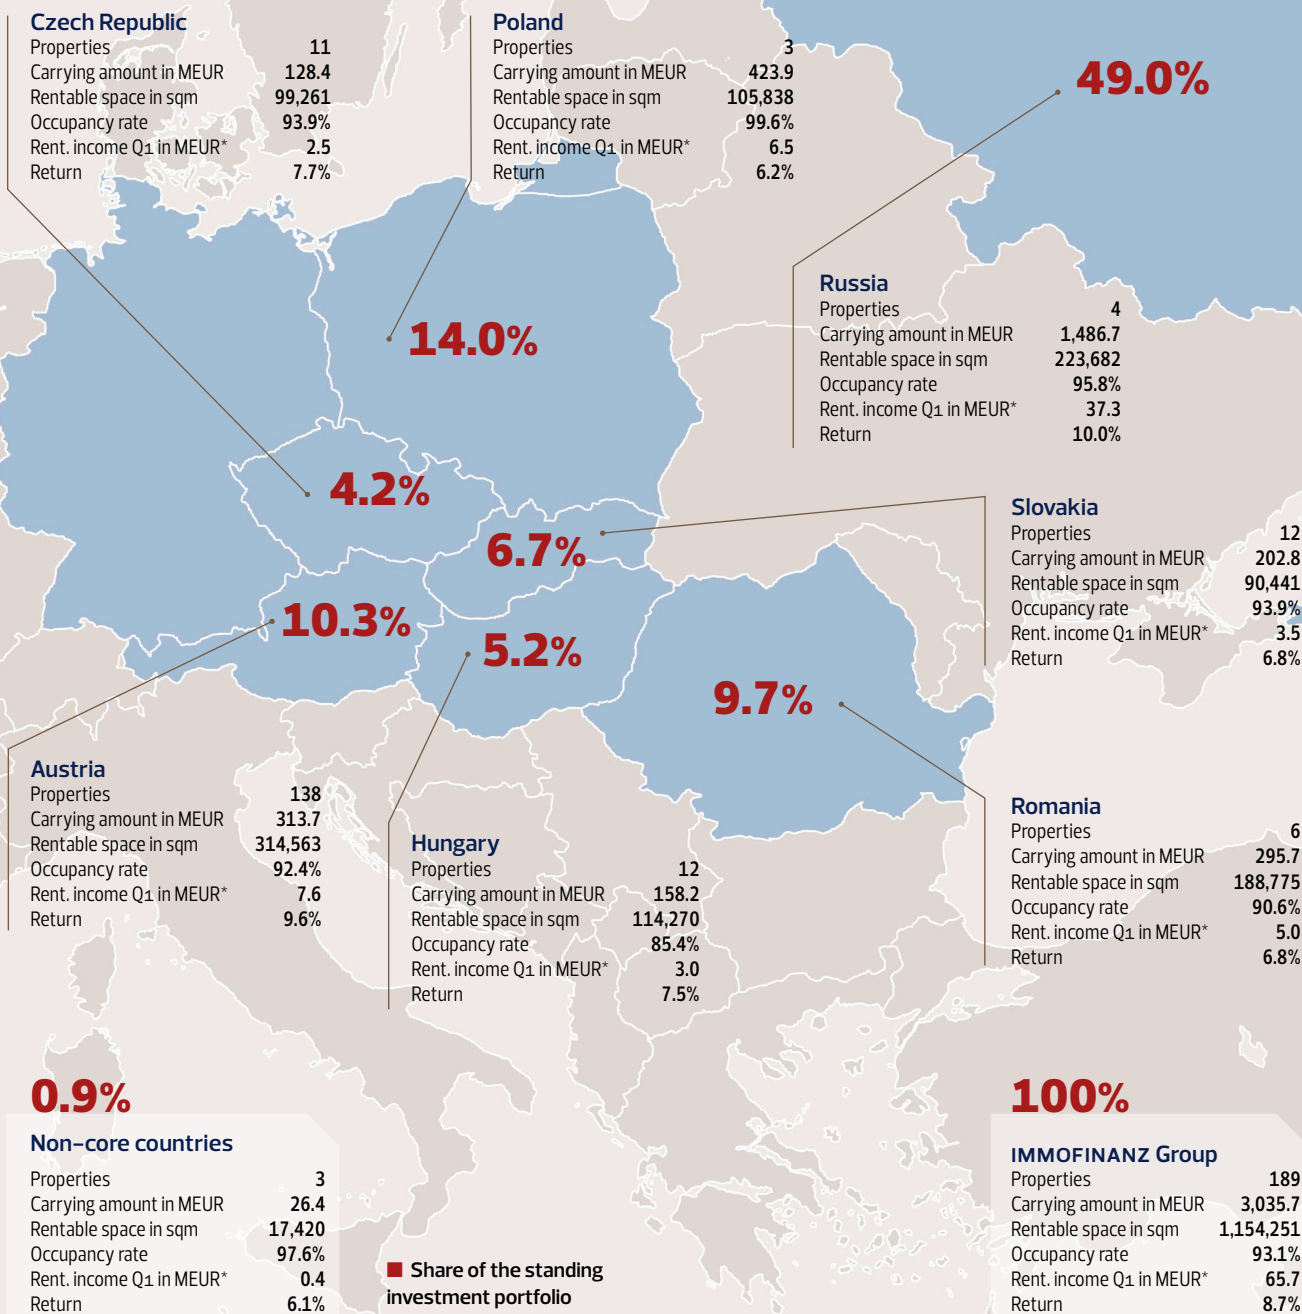 Czech Republic
Properties 11
Carrying amount in MEUR 128.4
Rentable space in sqm 99,261
Occupancy rate 93.9%
Rent. income Q1 in MEUR* 2.5
Return 7.7%
Poland
Properties 3
Carrying amount in MEUR 423.9
Rentable space in sqm 105,838
Occupancy rate 99.6%
Rent. income Q1 in MEUR* 6.5
Return 6.2%
49.0%
Russia
Properties 4
Carrying amount in MEUR 1,486.7
Rentable space in sqm 223,682
Occupancy rate 95.8%
Rent. income Q1 in MEUR* 37.3
Return 10.0%
14.0%
4.2%
6.7%
10.3%
5.2%
9.7%
Slovakia
Properties 12
Carrying amount in MEUR 202.8
Rentable space in sqm 90,441
Occupancy rate 93.9%
Rent. income Q1 in MEUR* 3.5
Return 6.8%
Austria
Properties 138
Carrying amount in MEUR 313.7
Rentable space in sqm 314,563
Occupancy rate 92.4%
Rent. income Q1 in MEUR* 7.6
Return 9.6%
Hungary
Properties 12
Carrying amount in MEUR 158.2
Rentable space in sqm 114,270
Occupancy rate 85.4%
Rent. income Q1 in MEUR* 3.0
Return 7.5%
Romania
Properties 6
Carrying amount in MEUR 295.7
Rentable space in sqm 188,775
Occupancy rate 90.6%
Rent. income Q1 in MEUR* 5.0
Return 6.8%
0.9%
Non-core countries
Properties 3
Carrying amount in MEUR 26.4
Rentable space in sqm 17,420
Occupancy rate 97.6%
Rent. income Q1 in MEUR* 0.4
Return 6.1%
Share of the standing
investment portfolio
100%
IMMOFINANZ Group
Properties 189
Carrying amount in MEUR 3,035.7
Rentable space in sqm 1,154,251
Occupancy rate 93.1%
Rent. income Q1 in MEUR* 65.7
Return 8.7%